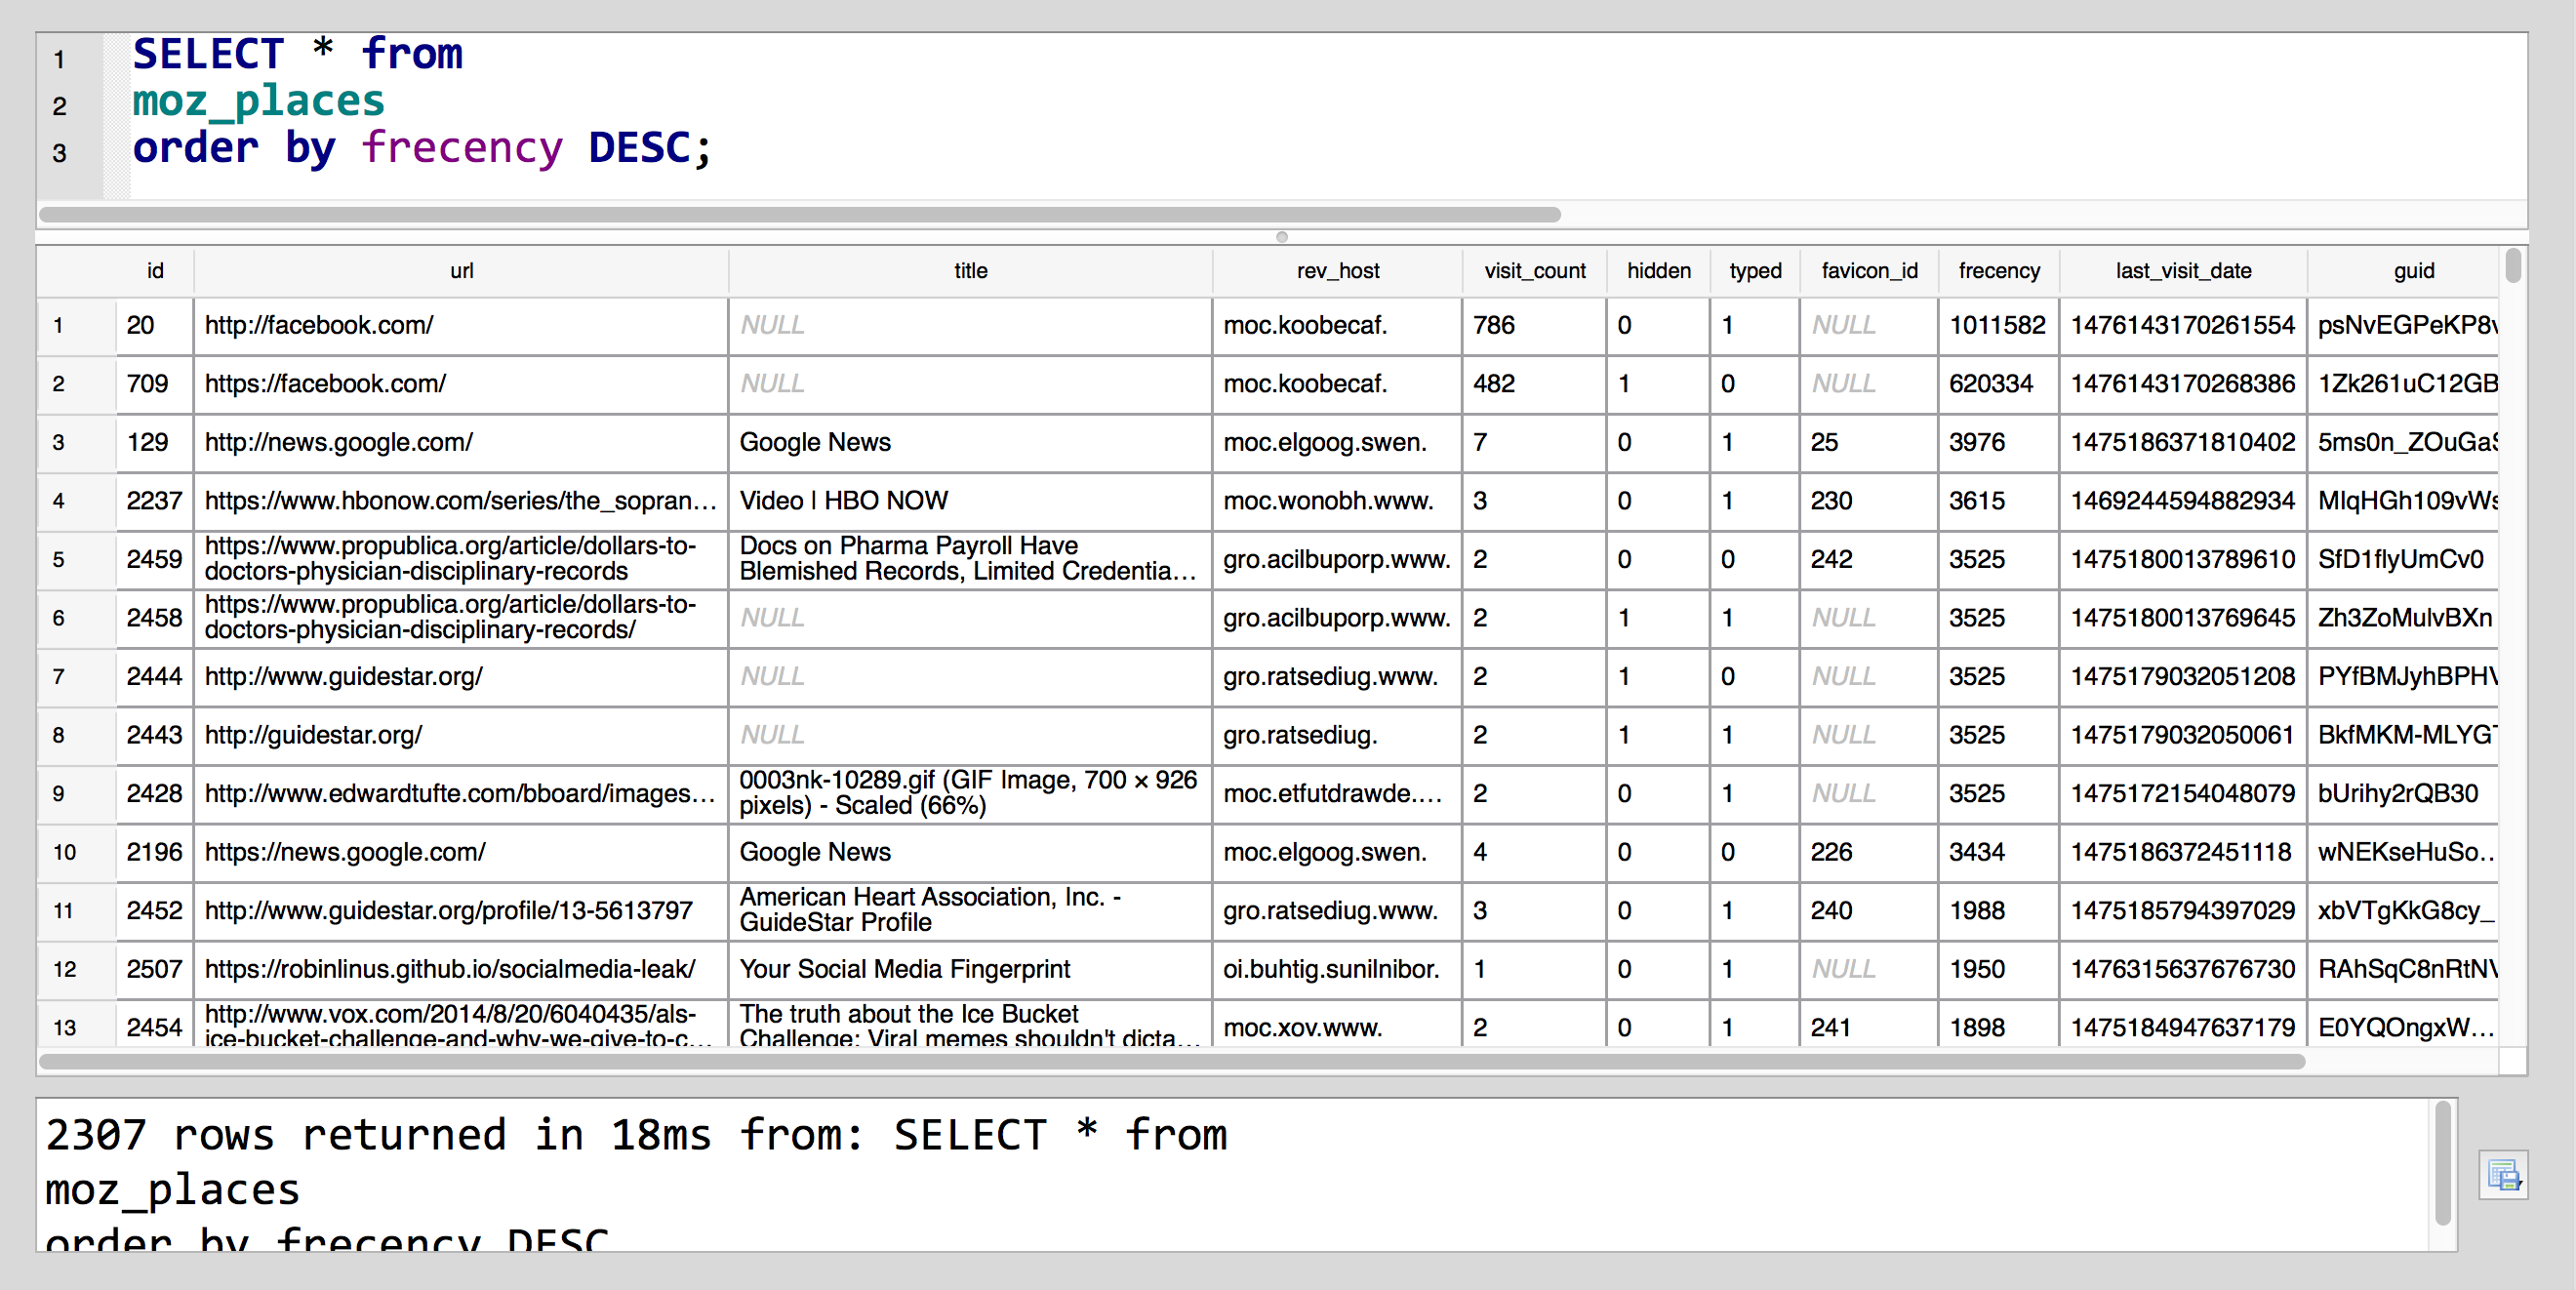 1 SELECT * from
2 moz_places
3 order by frecency DESC;
id url title rev_host visit_count hidden typed favicon_id frecency last_visit_date guid
1 20 http://facebook.com/ NULL moc.koobecaf. 786 0 1 NULL 1011582 1476143170261554 psNvEGPeKP8v
2 709 https://facebook.com/ NULL moc.koobecaf. 482 1 0 NULL 620334 1476143170268386 1Zk261uC12GB
3 129 http://news.google.com/ Google News moc.elgoog.swen. 7 0 1 25 3976 1475186371810402 5ms0n_ZOuGaS
4 2237 https://www.hbonow.com/series/the_sopran... Video | HBO NOW moc.wonobh.www. 3 0 1 230 3615 1469244594882934 MlqHGh109vWs
5 2459 https://www.propublica.org/article/dollars-to-
doctors-physician-disciplinary-records Docs on Pharma Payroll Have
Blemished Records, Limited Credentia... gro.acilbuporp.www. 2 0 0 242 3525 1475180013789610 SfD1flyUmCv0
6 2458 https://www.propublica.org/article/dollars-to-
doctors-physician-disciplinary-records/ NULL gro.acilbuporp.www. 2 1 1 NULL 3525 1475180013769645 Zh3ZoMulvBXn
7 2444 http://www.guidestar.org/ NULL gro.ratsediug.www. 2 1 0 NULL 3525 1475179032051208 PYfBMJyhBPHV
8 2443 http://guidestar.org/ NULL gro.ratsediug. 2 1 1 NULL 3525 1475179032050061 BkfMKM-MLYGT
9 2428 http://www.edwardtufte.com/bboard/images... 0003nk-10289.gif (GIF Image, 700 × 926
pixels) - Scaled (66%) moc.etfutdrawde.... 2 0 1 NULL 3525 1475172154048079 bUrihy2rQB30
10 2196 https://news.google.com/ Google News moc.elgoog.swen. 4 0 0 226 3434 1475186372451118 wNEKseHuSo...
11 2452 http://www.guidestar.org/profile/13-5613797 American Heart Association, Inc. -
GuideStar Profile gro.ratsediug.www. 3 0 1 240 1988 1475185794397029 xbVTgKkG8cy_
12 2507 https://robinlinus.github.io/socialmedia-leak/ Your Social Media Fingerprint oi.buhtig.sunilnibor. 1 0 1 NULL 1950 1476315637676730 RAhSqC8nRtNV
13 2454 http://www.vox.com/2014/8/20/6040435/als-
ice-bucket-challenge-and-why-we-give-to-c... The truth about the Ice Bucket
Challenge: Viral memes shouldn't dicta... moc.xov.www. 2 0 1 241 1898 1475184947637179 E0YQOngxW...
2307 rows returned in 18ms from: SELECT * from
moz_places
order by frecency DESC